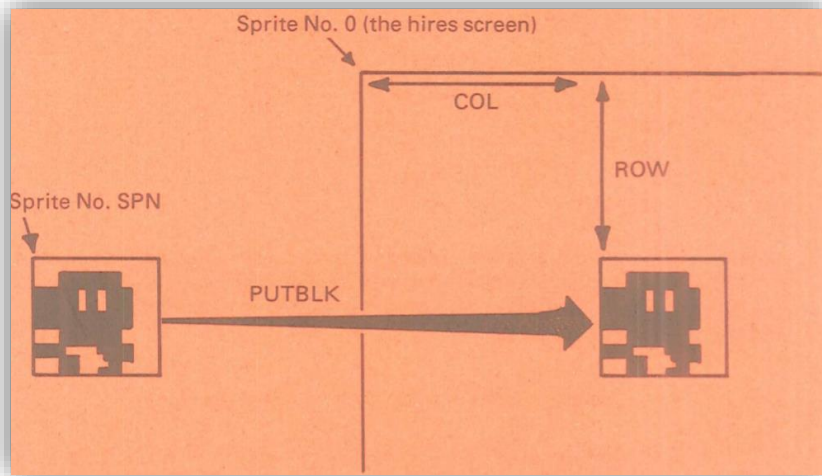 Sprite No. 0 (the hires screen)
COL
ROW
Sprite No. SPN
PUTBLK